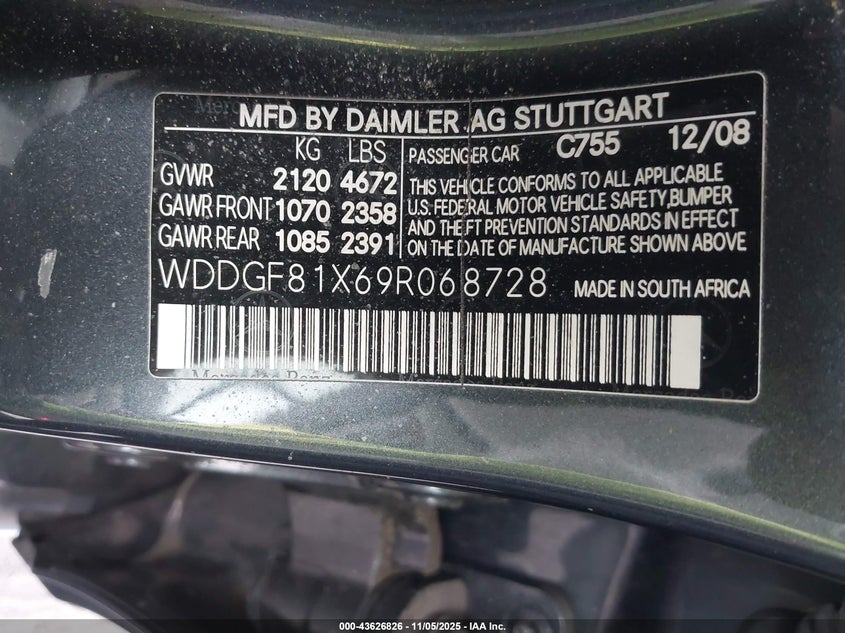 MFD BY DAIMLER AG STUTTGART
KG LBS
GVWR 2120 4672
GAWR FRONT 1070 2358
GAWR REAR 1085 2391
PASSENGER CAR C755 12/08
THIS VEHICLE CONFORMS TO ALL APPLICABLE
U.S. FEDERAL MOTOR VEHICLE SAFETY,BUMPER
AND THEFT PREVENTION STANDARDS IN EFFECT
ON THE DATE OF MANUFACTURE SHOWN ABOVE
WDDGF81X69R068728 MADE IN SOUTH AFRICA
Mercedes-Benz
000-43626826 - 11/05/2025 - IAA Inc.